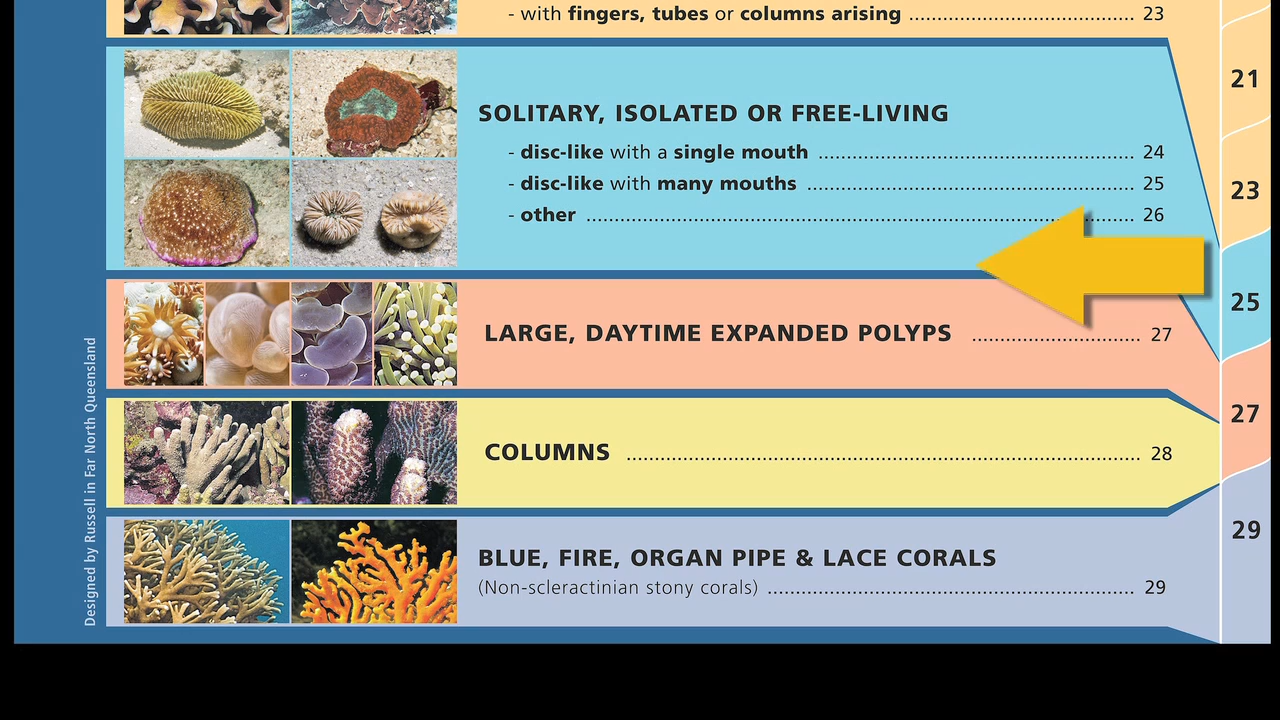 - with fingers, tubes or columns arising ........................................ 23
SOLITARY, ISOLATED OR FREE-LIVING
- disc-like with a single mouth ........................................................ 24
- disc-like with many mouths .......................................................... 25
- other .................................................................................. 26
LARGE, DAYTIME EXPANDED POLYPS .............................. 27
COLUMNS .......................................................................................... 28
BLUE, FIRE, ORGAN PIPE & LACE CORALS
(Non-scleractinian stony corals) ................................................................ 29
21
23
25
27
29
Designed by Russell in Far North Queensland